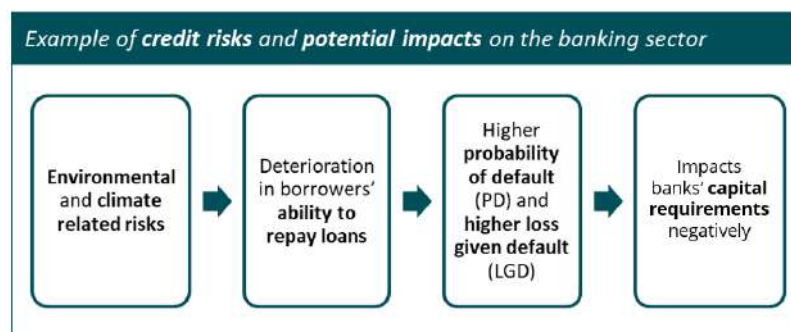 Example of credit risks and potential impacts on the banking sector
Environmental
and climate
related risks
Deterioration
in borrowers'
ability to
repay loans
Higher
probability
of default
(PD) and
higher loss
given default
(LGD)
Impacts
banks' capital
requirements
negatively